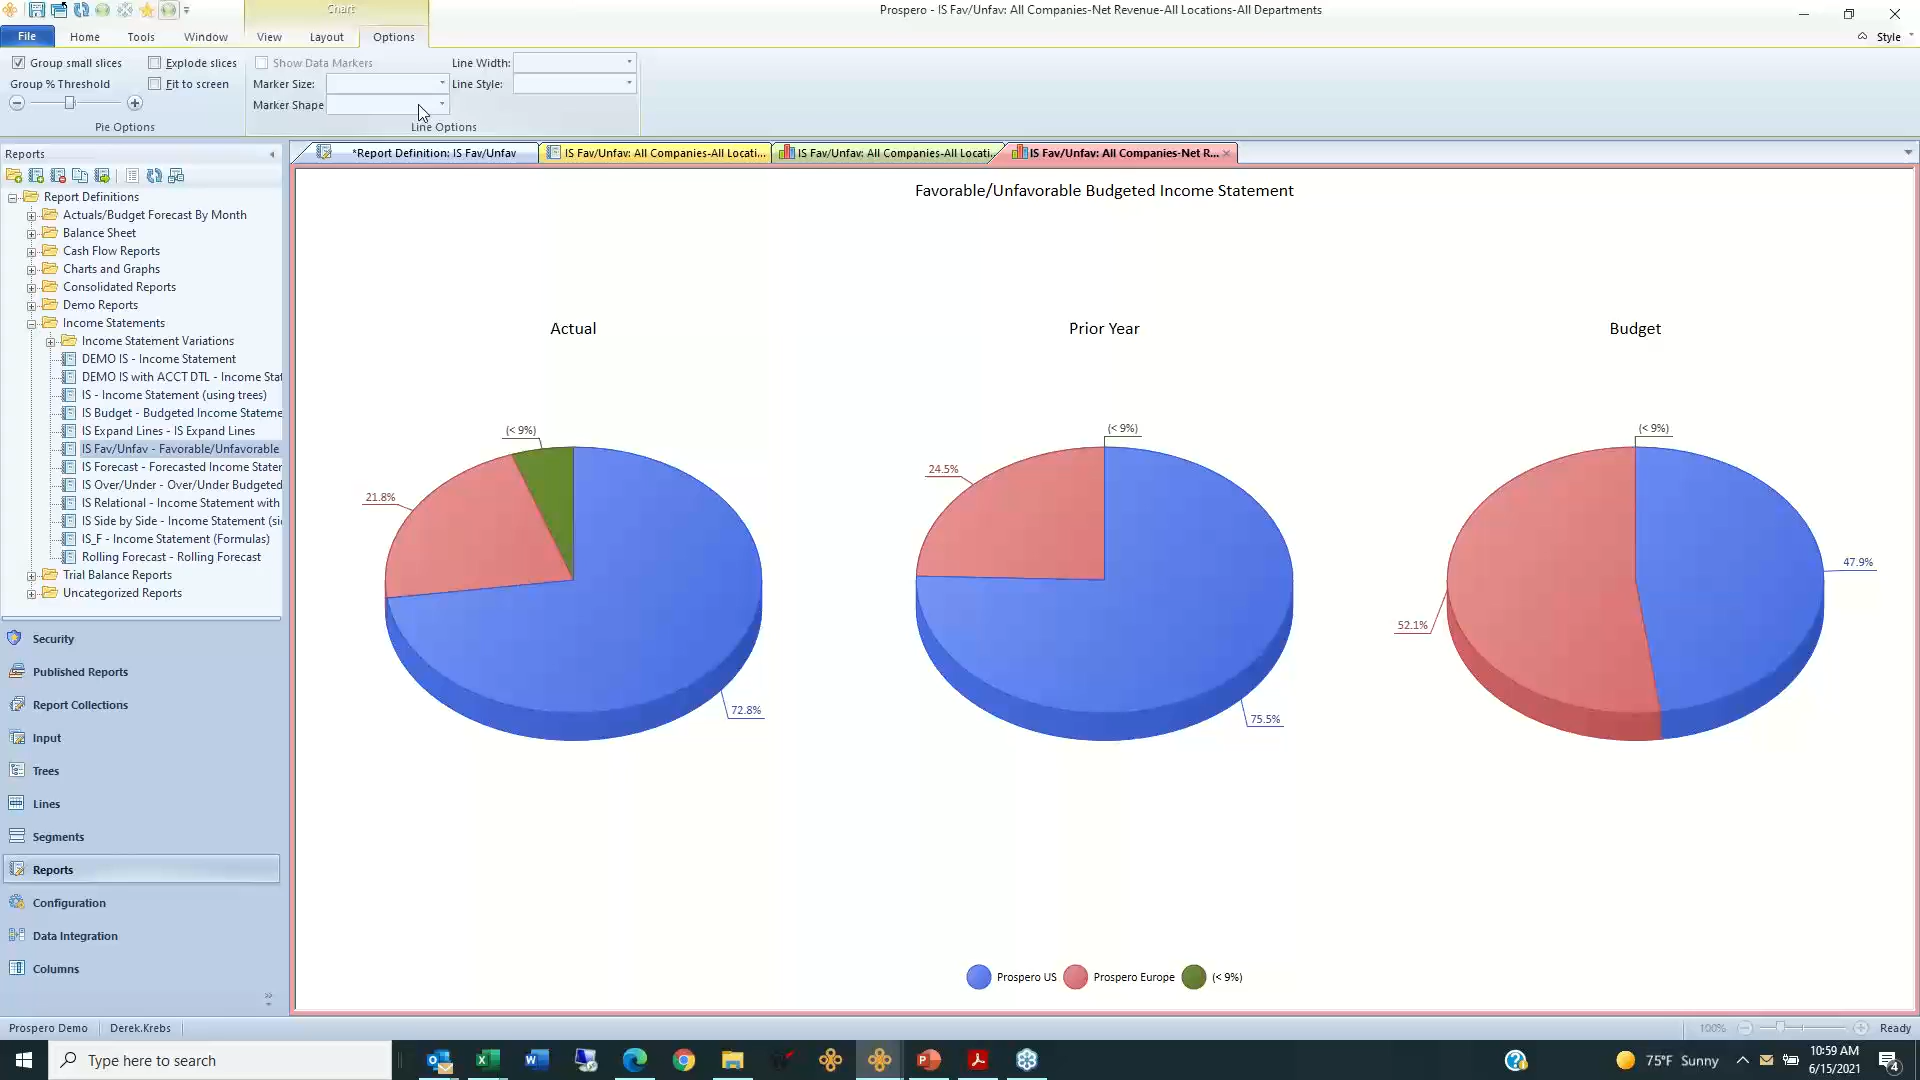 Chart
Prospero - IS Fav/Unfav: All Companies-Net Revenue-All Locations-All Departments
File
Home
Tools
Window
View
Layout
Options
Style
Group small slices
Explode slices
Show Data Markers
Line Width:
Group % Threshold
Fit to screen
Marker Size:
Line Style:
Marker Shape
Pie Options
Line Options
Reports
*Report Definition: IS Fav/Unfav
IS Fav/Unfav: All Companies-All Locati...
IS Fav/Unfav: All Companies-All Locati...
IS Fav/Unfav: All Companies-Net R...
Report Definitions
Actuals/Budget Forecast By Month
Balance Sheet
Cash Flow Reports
Charts and Graphs
Consolidated Reports
Demo Reports
Income Statements
Income Statement Variations
DEMO IS - Income Statement
DEMO IS with ACCT DTL - Income Stat
IS - Income Statement (using trees)
IS Budget - Budgeted Income Stateme
IS Expand Lines - IS Expand Lines
IS Fav/Unfav - Favorable/Unfavorable
IS Forecast - Forecasted Income Stater
IS Over/Under - Over/Under Budgeted
IS Relational - Income Statement with
IS Side by Side - Income Statement (si
IS_F - Income Statement (Formulas)
Rolling Forecast - Rolling Forecast
Trial Balance Reports
Uncategorized Reports
Security
Published Reports
Report Collections
Input
Trees
Lines
Segments
Reports
Configuration
Data Integration
Columns
Favorable/Unfavorable Budgeted Income Statement
Actual
Prior Year
Budget
(< 9%)
21.8%
72.8%
(< 9%)
24.5%
75.5%
(< 9%)
47.9%
52.1%
Prospero US
Prospero Europe
(< 9%)
Prospero Demo
Derek.Krebs
100%
Ready
Type here to search
75°F Sunny
10:59 AM
6/15/2021
4